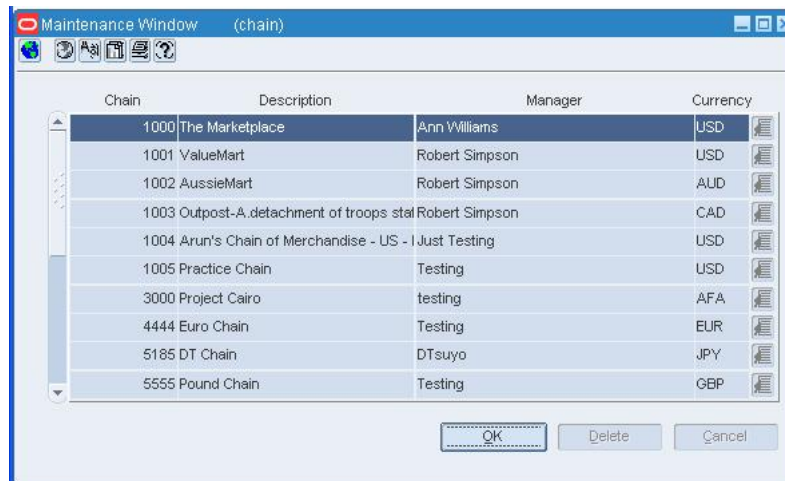 Maintenance Window (chain)
Chain Description Manager Currency
1000 The Marketplace Ann Williams USD
1001 ValueMart Robert Simpson USD
1002 AussieMart Robert Simpson AUD
1003 Outpost-A.detachment of troops stat Robert Simpson CAD
1004 Arun's Chain of Merchandise - US - Just Testing USD
1005 Practice Chain Testing USD
3000 Project Cairo testing AFA
4444 Euro Chain Testing EUR
5185 DT Chain DTsuyo JPY
5555 Pound Chain Testing GBP
OK Delete Cancel